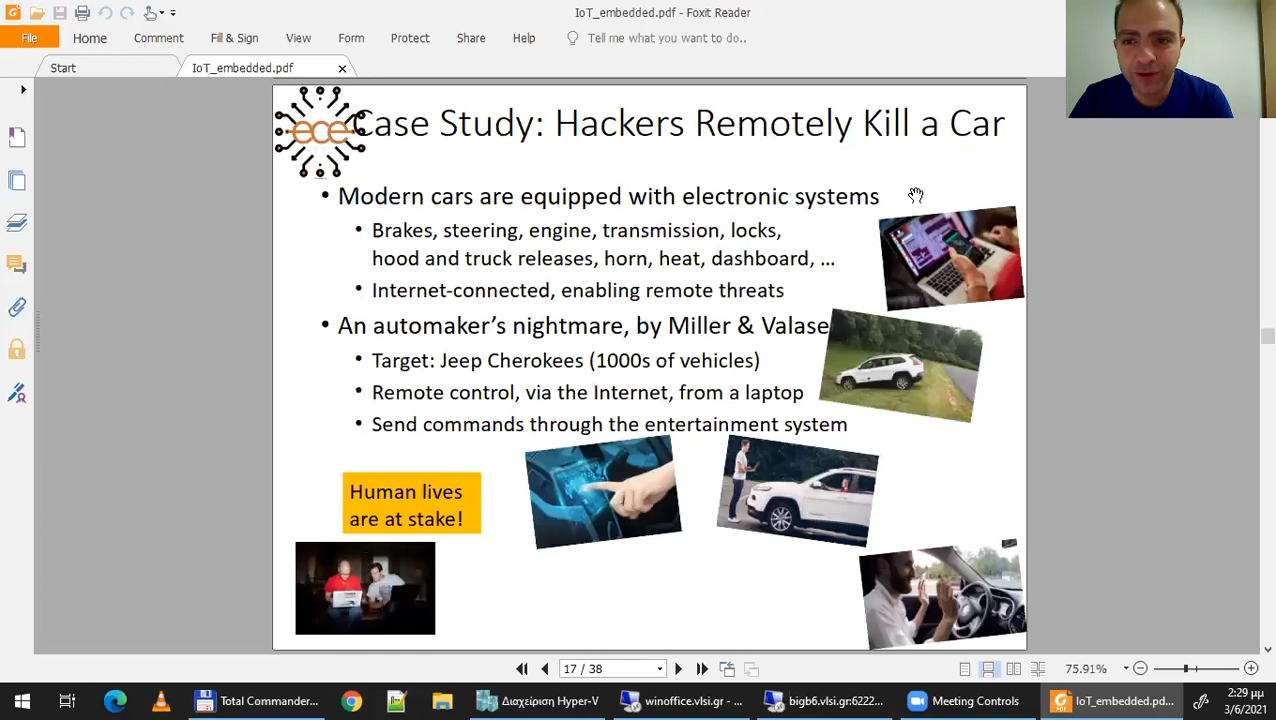 IoT_embedded.pdf - Foxit Reader
File Home Comment Fill & Sign View Form Protect Share Help Tell me what you want to do..
Start IoT_embedded.pdf
ece
Case Study: Hackers Remotely Kill a Car
• Modern cars are equipped with electronic systems
• Brakes, steering, engine, transmission, locks,
hood and truck releases, horn, heat, dashboard, …
• Internet-connected, enabling remote threats
• An automaker’s nightmare, by Miller & Valase
• Target: Jeep Cherokees (1000s of vehicles)
• Remote control, via the Internet, from a laptop
• Send commands through the entertainment system
Human lives
are at stake!
17 / 38 75.91%
Total Commander... Διαχείριση Hyper-V winoffice.vlsi.gr - ... bigb6.vlsi.gr:6222... Meeting Controls IoT_embedded.pd... 2:29 μμ
3/6/2021